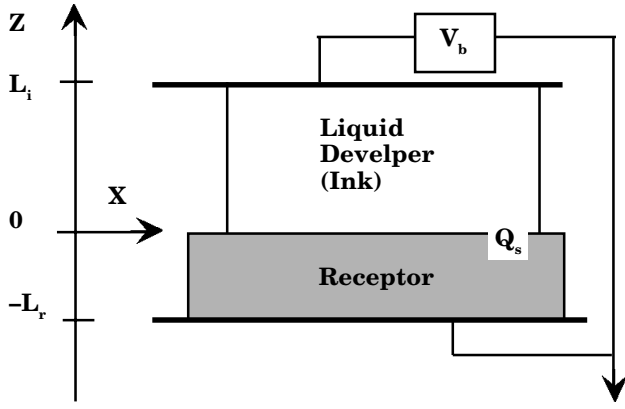 Z
V_b
L_i
Liquid
Develper
(Ink)
X
0
Q_s
Receptor
–L_r